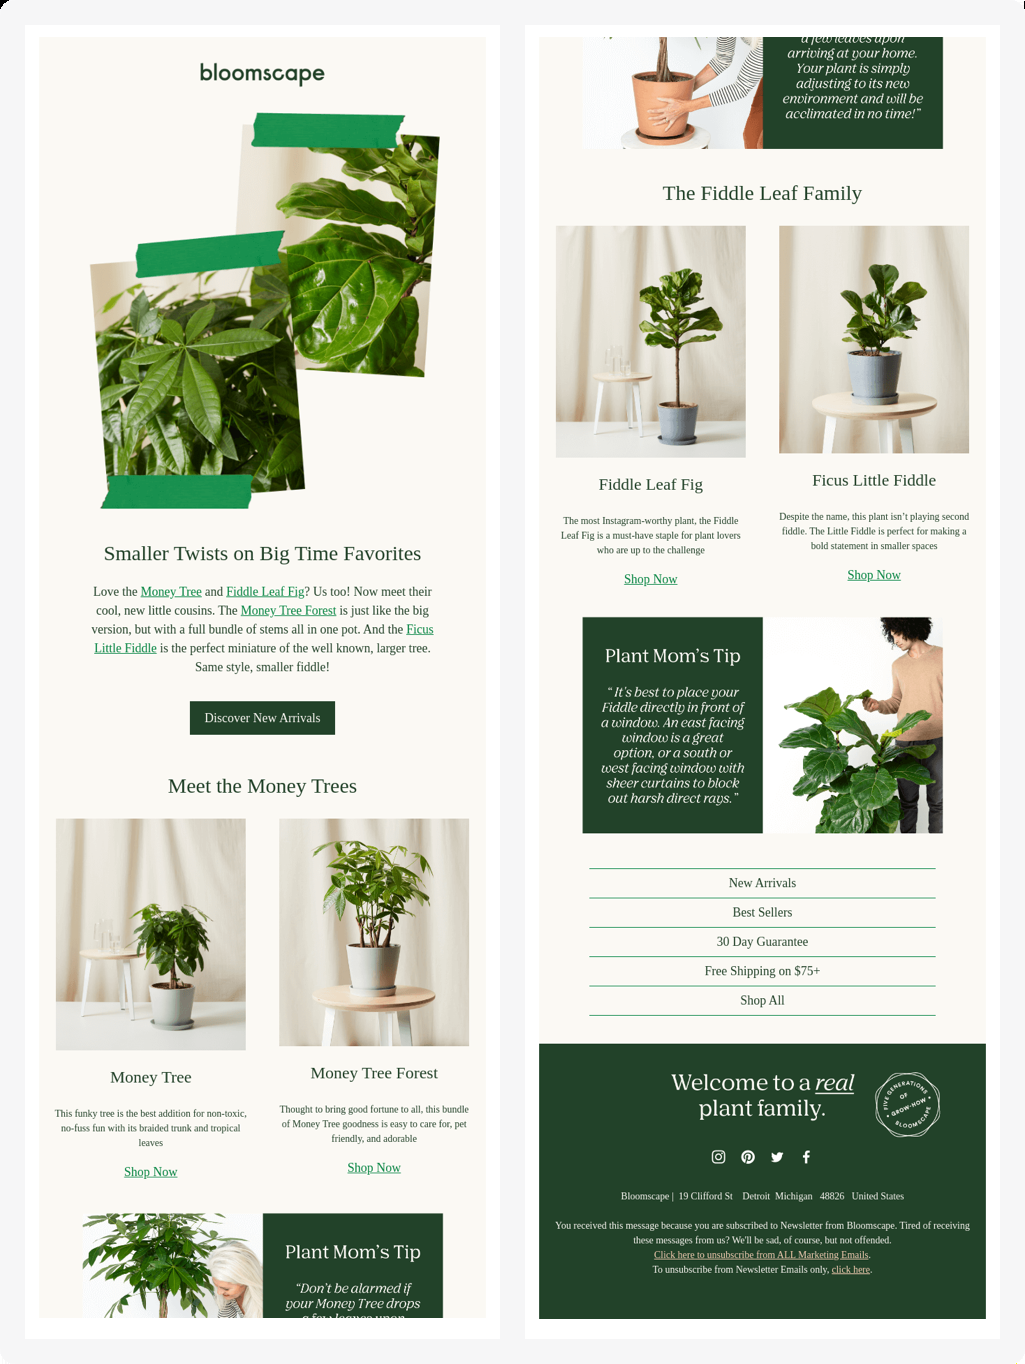 bloomscape
Smaller Twists on Big Time Favorites
Love the Money Tree and Fiddle Leaf Fig? Us too! Now meet their
cool, new little cousins. The Money Tree Forest is just like the big
version, but with a full bundle of stems all in one pot. And the Ficus
Little Fiddle is the perfect miniature of the well known, larger tree.
Same style, smaller fiddle!
Discover New Arrivals
Meet the Money Trees
Money Tree
This funky tree is the best addition for non-toxic,
no-fuss fun with its braided trunk and tropical
leaves
Shop Now
Money Tree Forest
Thought to bring good fortune to all, this bundle
of Money Tree goodness is easy to care for, pet
friendly, and adorable
Shop Now
Plant Mom's Tip
"Don't be alarmed if
your Money Tree drops
a few leaves upon
a few leaves upon
arriving at your home.
Your plant is simply
adjusting to its new
environment and will be
acclimated in no time!"
The Fiddle Leaf Family
Fiddle Leaf Fig
The most Instagram-worthy plant, the Fiddle
Leaf Fig is a must-have staple for plant lovers
who are up to the challenge
Shop Now
Ficus Little Fiddle
Despite the name, this plant isn't playing second
fiddle. The Little Fiddle is perfect for making a
bold statement in smaller spaces
Shop Now
Plant Mom's Tip
"It's best to place your
Fiddle directly in front of
a window. An east facing
window is a great
option, or a south or
west facing window with
sheer curtains to block
out harsh direct rays."
New Arrivals
Best Sellers
30 Day Guarantee
Free Shipping on $75+
Shop All
Welcome to a real
plant family.
FIVE GENERATIONS
OF
GROW-HOW
BLOOMSCAPE
Bloomscape | 19 Clifford St Detroit Michigan 48826 United States
You received this message because you are subscribed to Newsletter from Bloomscape. Tired of receiving
these messages from us? We'll be sad, of course, but not offended.
Click here to unsubscribe from ALL Marketing Emails.
To unsubscribe from Newsletter Emails only, click here.